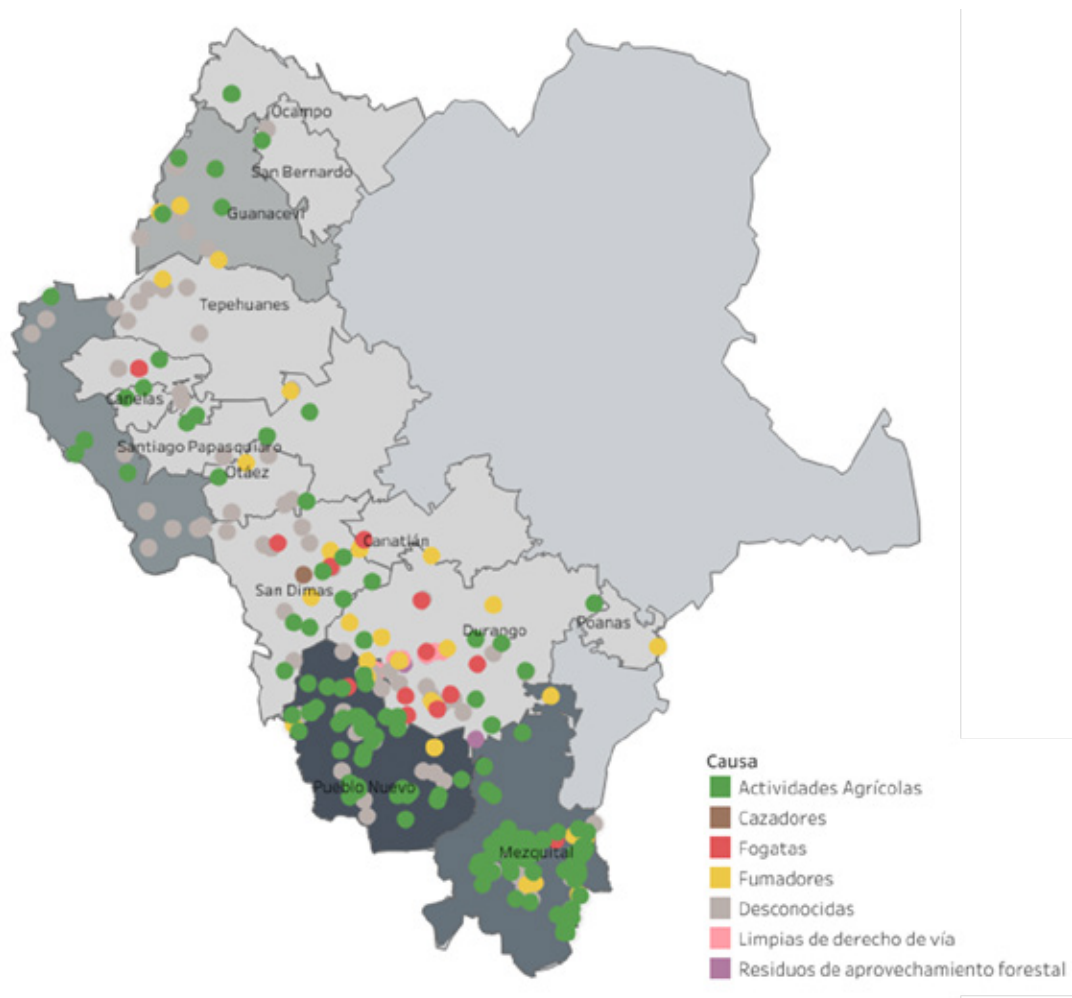 Ocampo
San Bernardo
Guanaceví
Tepehuanes
Canelas
Santiago Papasquiaro
Otáez
Canatlán
San Dimas
Poanas
Durango
Pueblo Nuevo
Mezquital
Causa
Actividades Agrícolas
Cazadores
Fogatas
Fumadores
Desconocidas
Limpias de derecho de vía
Residuos de aprovechamiento forestal